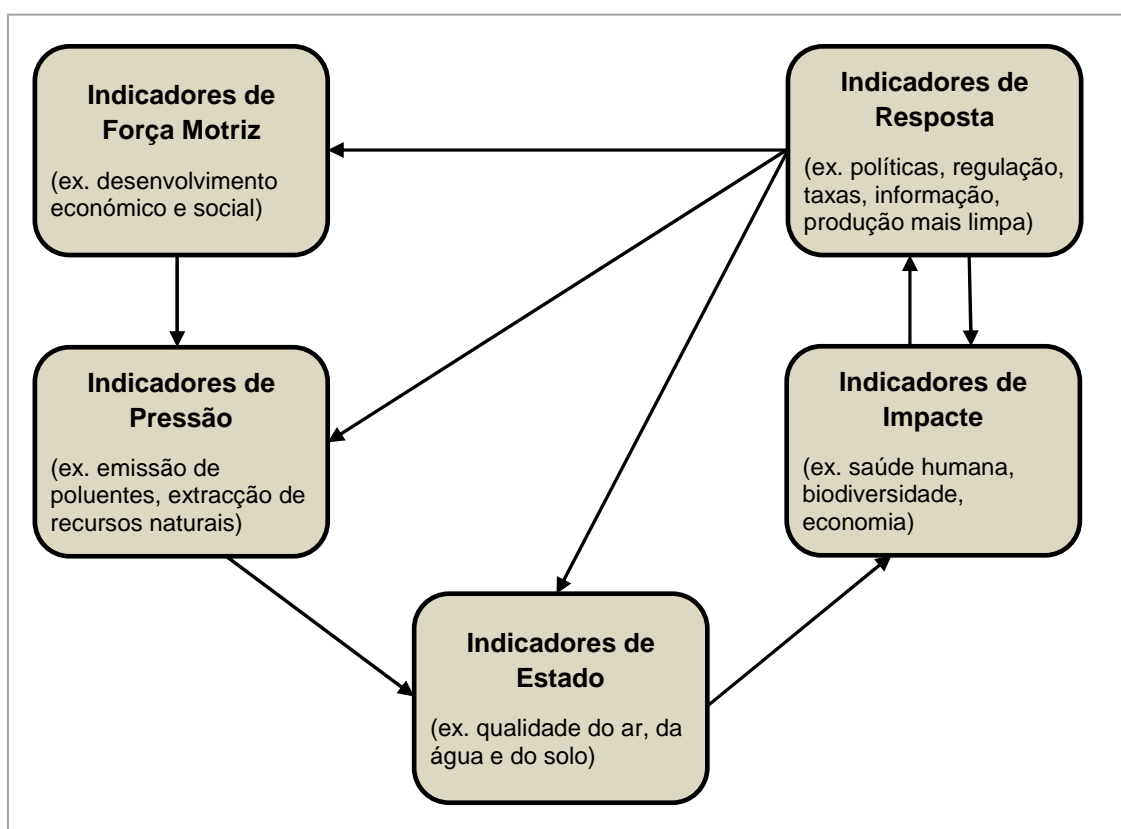 Indicadores de
Força Motriz
(ex. desenvolvimento
económico e social)
Indicadores de
Resposta
(ex. políticas, regulação,
taxas, informação,
produção mais limpa)
Indicadores de
Pressão
(ex. emissão de
poluentes, extracção de
recursos naturais)
Indicadores de
Impacte
(ex. saúde humana,
biodiversidade,
economia)
Indicadores de
Estado
(ex. qualidade do ar, da
água e do solo)